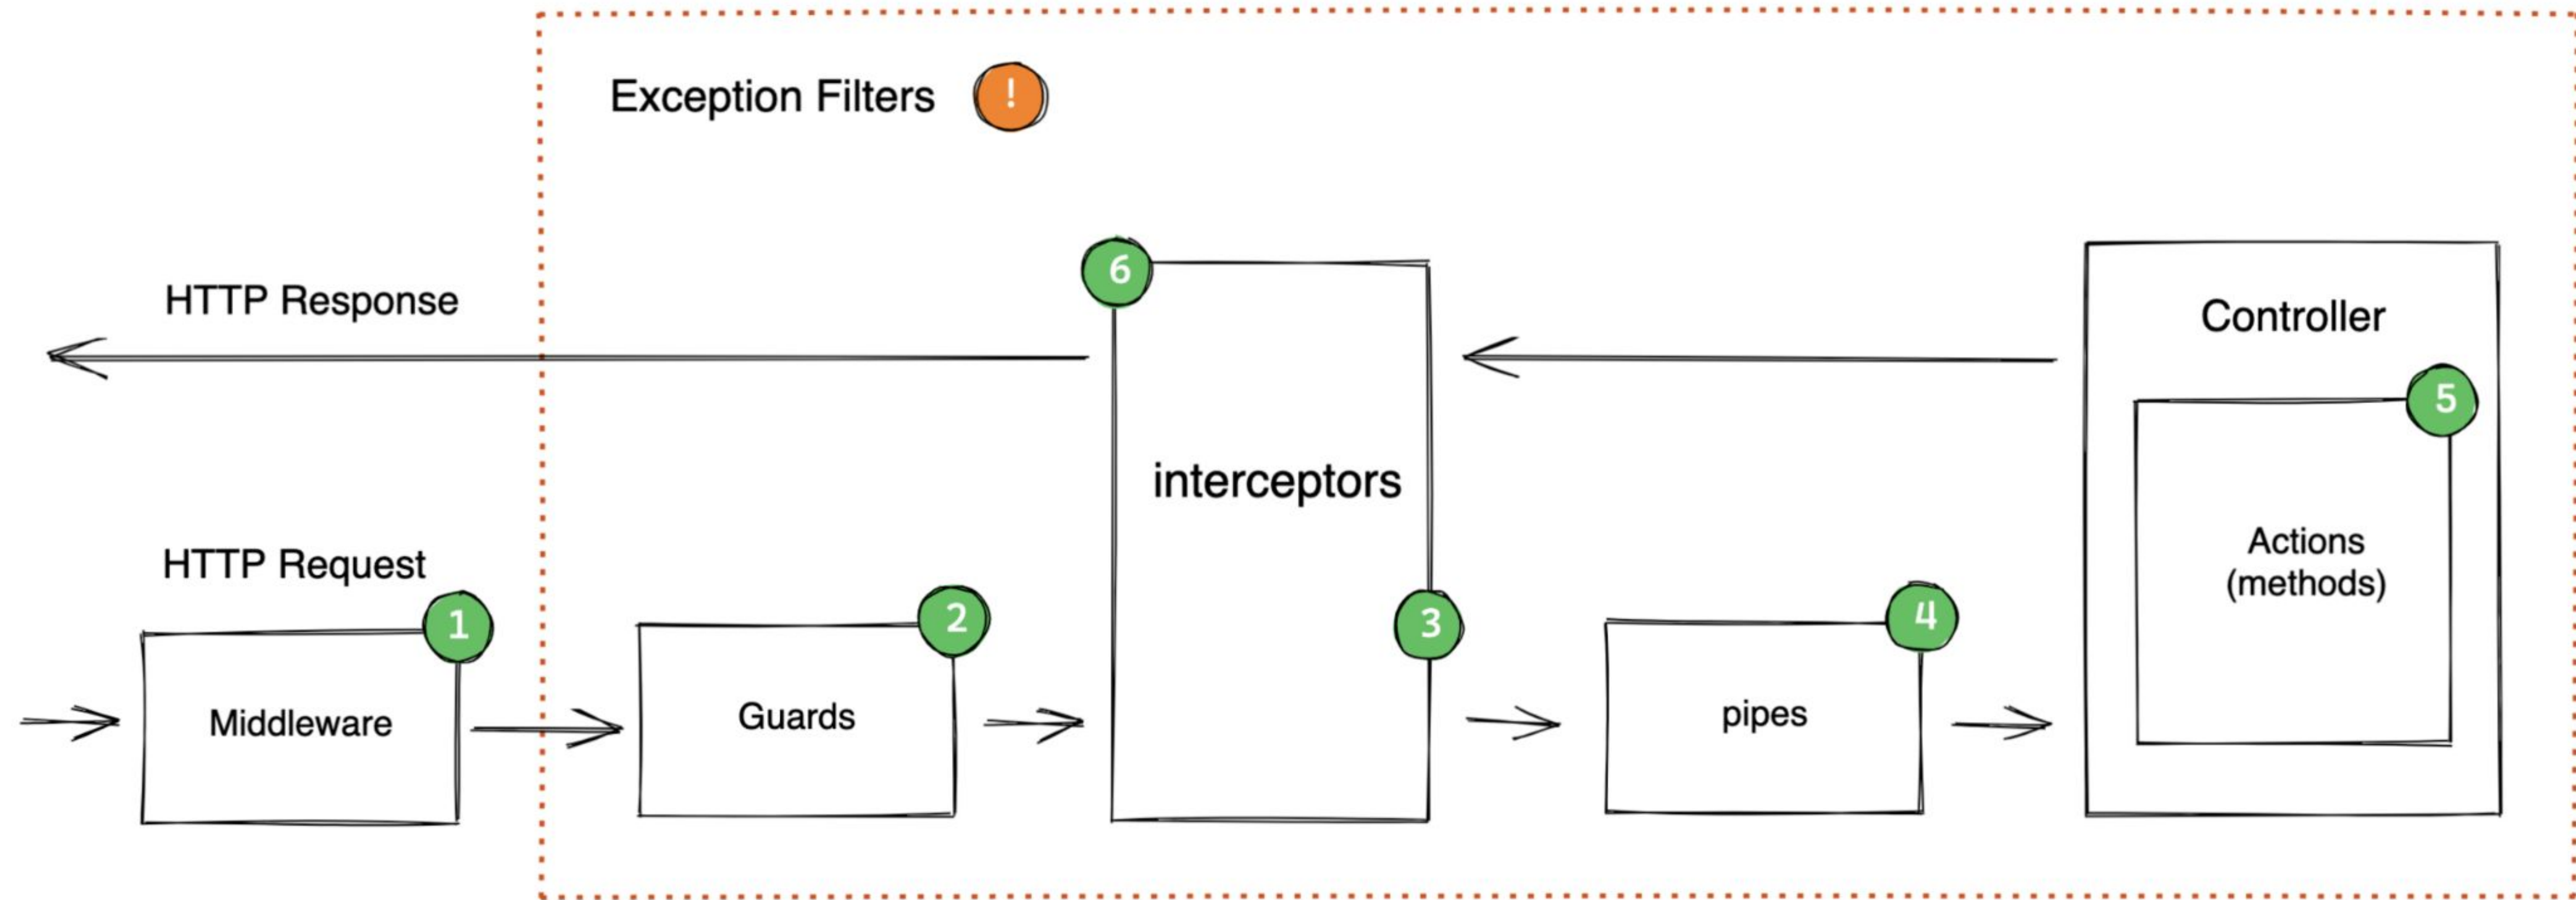 Exception Filters !
6
HTTP Response
Controller
5
interceptors
Actions
(methods)
HTTP Request
1
2
3
4
Middleware
Guards
pipes